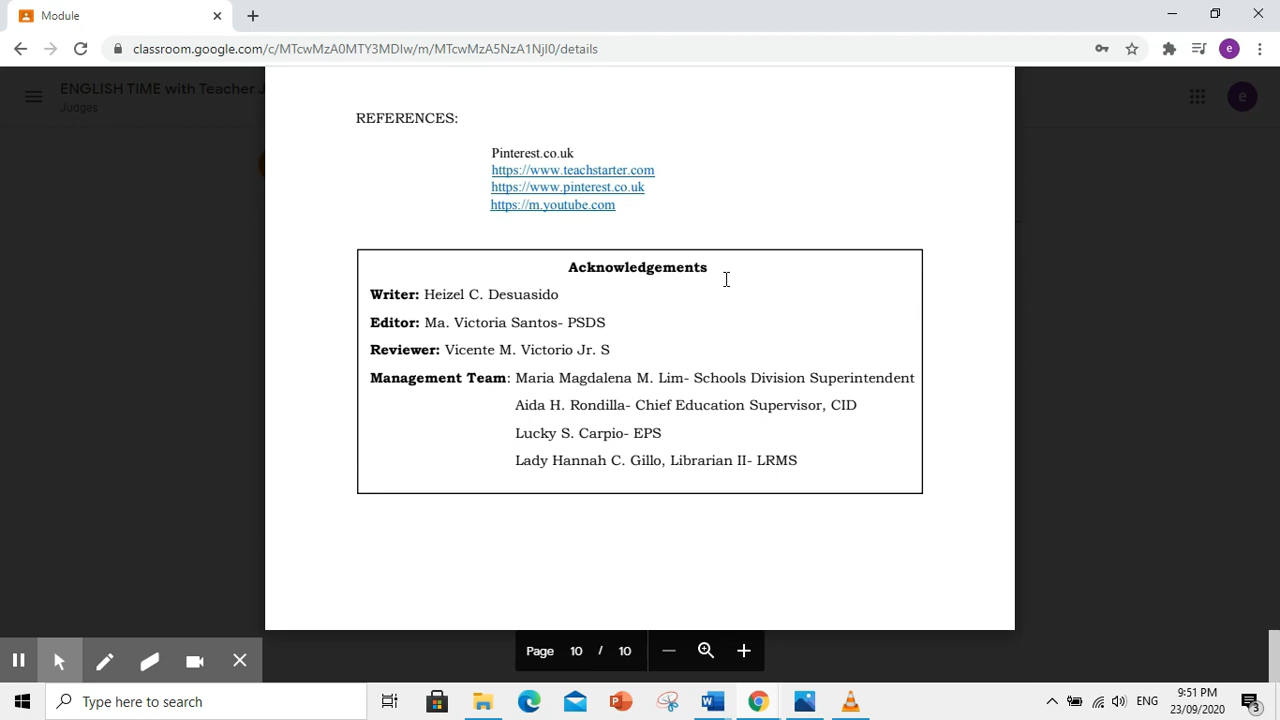 Module
classroom.google.com/c/MTcwMzA0MTY3MDIw/m/MTcwMzA5NzA1NjI0/details
e
ENGLISH TIME with Teacher J
Judges
e
REFERENCES:
Pinterest.co.uk
https://www.teachstarter.com
https://www.pinterest.co.uk
https://m.youtube.com
Acknowledgements
Writer: Heizel C. Desuasido
Editor: Ma. Victoria Santos- PSDS
Reviewer: Vicente M. Victorio Jr. S
Management Team: Maria Magdalena M. Lim- Schools Division Superintendent
Aida H. Rondilla- Chief Education Supervisor, CID
Lucky S. Carpio- EPS
Lady Hannah C. Gillo, Librarian II- LRMS
Page 10 / 10
Type here to search
ENG
9:51 PM
23/09/2020
3